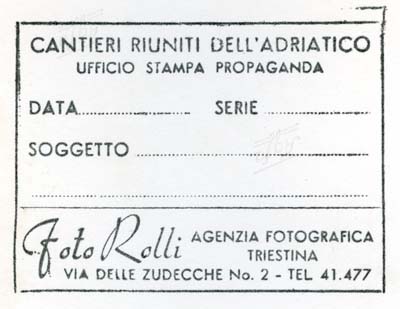 CANTIERI RIUNITI DELL'ADRIATICO
UFFICIO STAMPA PROPAGANDA
DATA.................... SERIE....................
SOGGETTO........................................
............................................................
Foto Rolli AGENZIA FOTOGRAFICA
TRIESTINA
VIA DELLE ZUDECCHE No. 2 - TEL 41.477